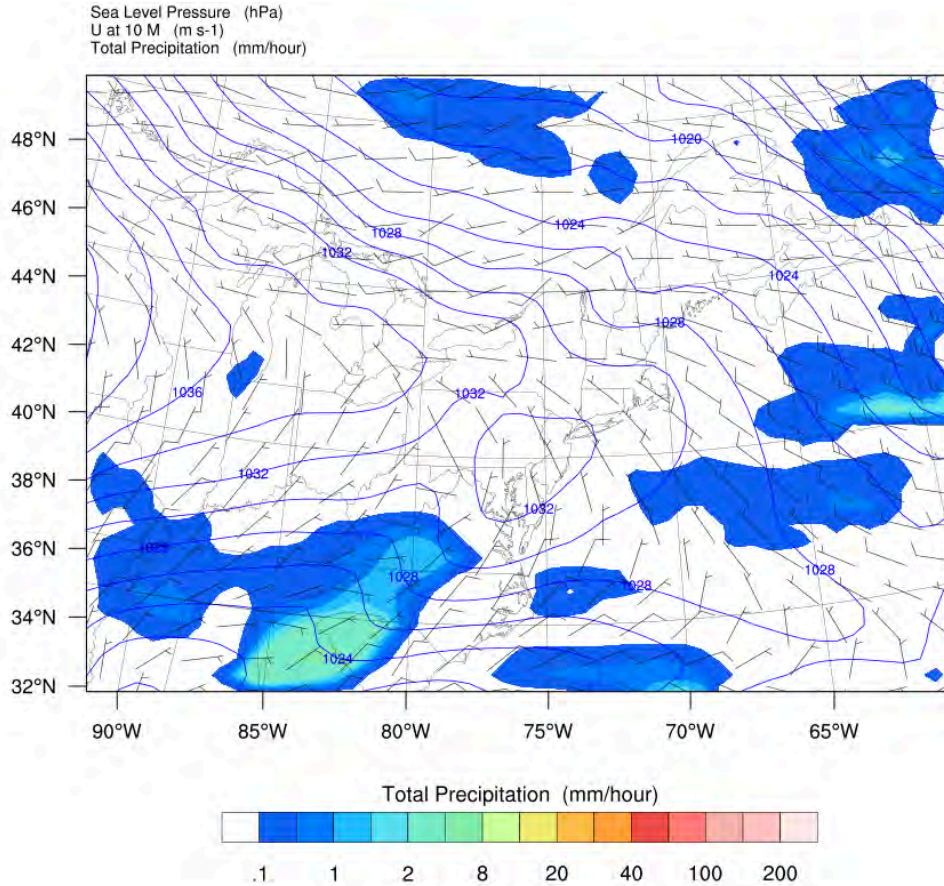 Sea Level Pressure (hPa)
U at 10 M (m s-1)
Total Precipitation (mm/hour)
48°N
1020
46°N
1024
1028
1032
44°N
1024
1028
42°N
1036
1032
40°N
38°N
1032
1032
36°N
1028
1028
1028
34°N
1024
32°N
90°W 85°W 80°W 75°W 70°W 65°W
Total Precipitation (mm/hour)
.1 1 2 8 20 40 100 200